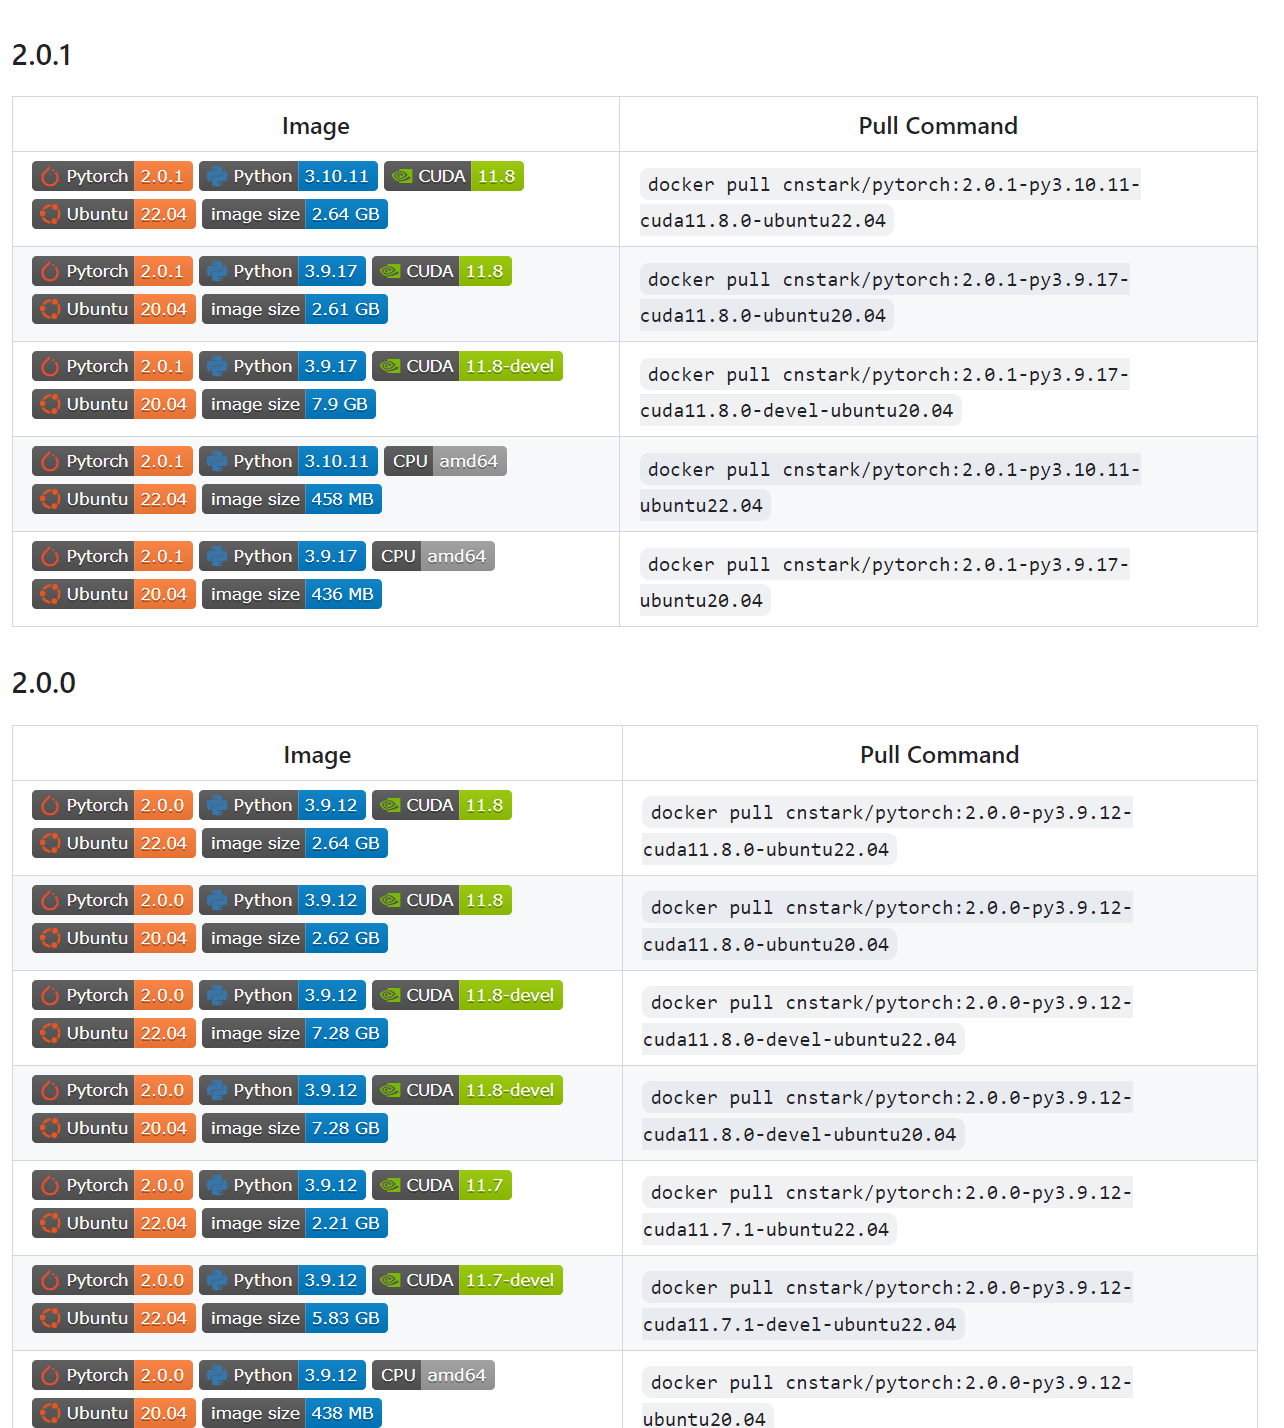 2.0.1
Image Pull Command
Pytorch 2.0.1 Python 3.10.11 CUDA 11.8
Ubuntu 22.04 image size 2.64 GB
docker pull cnstark/pytorch:2.0.1-py3.10.11-
cuda11.8.0-ubuntu22.04
Pytorch 2.0.1 Python 3.9.17 CUDA 11.8
Ubuntu 20.04 image size 2.61 GB
docker pull cnstark/pytorch:2.0.1-py3.9.17-
cuda11.8.0-ubuntu20.04
Pytorch 2.0.1 Python 3.9.17 CUDA 11.8-devel
Ubuntu 20.04 image size 7.9 GB
docker pull cnstark/pytorch:2.0.1-py3.9.17-
cuda11.8.0-devel-ubuntu20.04
Pytorch 2.0.1 Python 3.10.11 CPU amd64
Ubuntu 22.04 image size 458 MB
docker pull cnstark/pytorch:2.0.1-py3.10.11-
ubuntu22.04
Pytorch 2.0.1 Python 3.9.17 CPU amd64
Ubuntu 20.04 image size 436 MB
docker pull cnstark/pytorch:2.0.1-py3.9.17-
ubuntu20.04
2.0.0
Image Pull Command
Pytorch 2.0.0 Python 3.9.12 CUDA 11.8
Ubuntu 22.04 image size 2.64 GB
docker pull cnstark/pytorch:2.0.0-py3.9.12-
cuda11.8.0-ubuntu22.04
Pytorch 2.0.0 Python 3.9.12 CUDA 11.8
Ubuntu 20.04 image size 2.62 GB
docker pull cnstark/pytorch:2.0.0-py3.9.12-
cuda11.8.0-ubuntu20.04
Pytorch 2.0.0 Python 3.9.12 CUDA 11.8-devel
Ubuntu 22.04 image size 7.28 GB
docker pull cnstark/pytorch:2.0.0-py3.9.12-
cuda11.8.0-devel-ubuntu22.04
Pytorch 2.0.0 Python 3.9.12 CUDA 11.8-devel
Ubuntu 20.04 image size 7.28 GB
docker pull cnstark/pytorch:2.0.0-py3.9.12-
cuda11.8.0-devel-ubuntu20.04
Pytorch 2.0.0 Python 3.9.12 CUDA 11.7
Ubuntu 22.04 image size 2.21 GB
docker pull cnstark/pytorch:2.0.0-py3.9.12-
cuda11.7.1-ubuntu22.04
Pytorch 2.0.0 Python 3.9.12 CUDA 11.7-devel
Ubuntu 22.04 image size 5.83 GB
docker pull cnstark/pytorch:2.0.0-py3.9.12-
cuda11.7.1-devel-ubuntu22.04
Pytorch 2.0.0 Python 3.9.12 CPU amd64
Ubuntu 20.04 image size 438 MB
docker pull cnstark/pytorch:2.0.0-py3.9.12-
ubuntu20.04